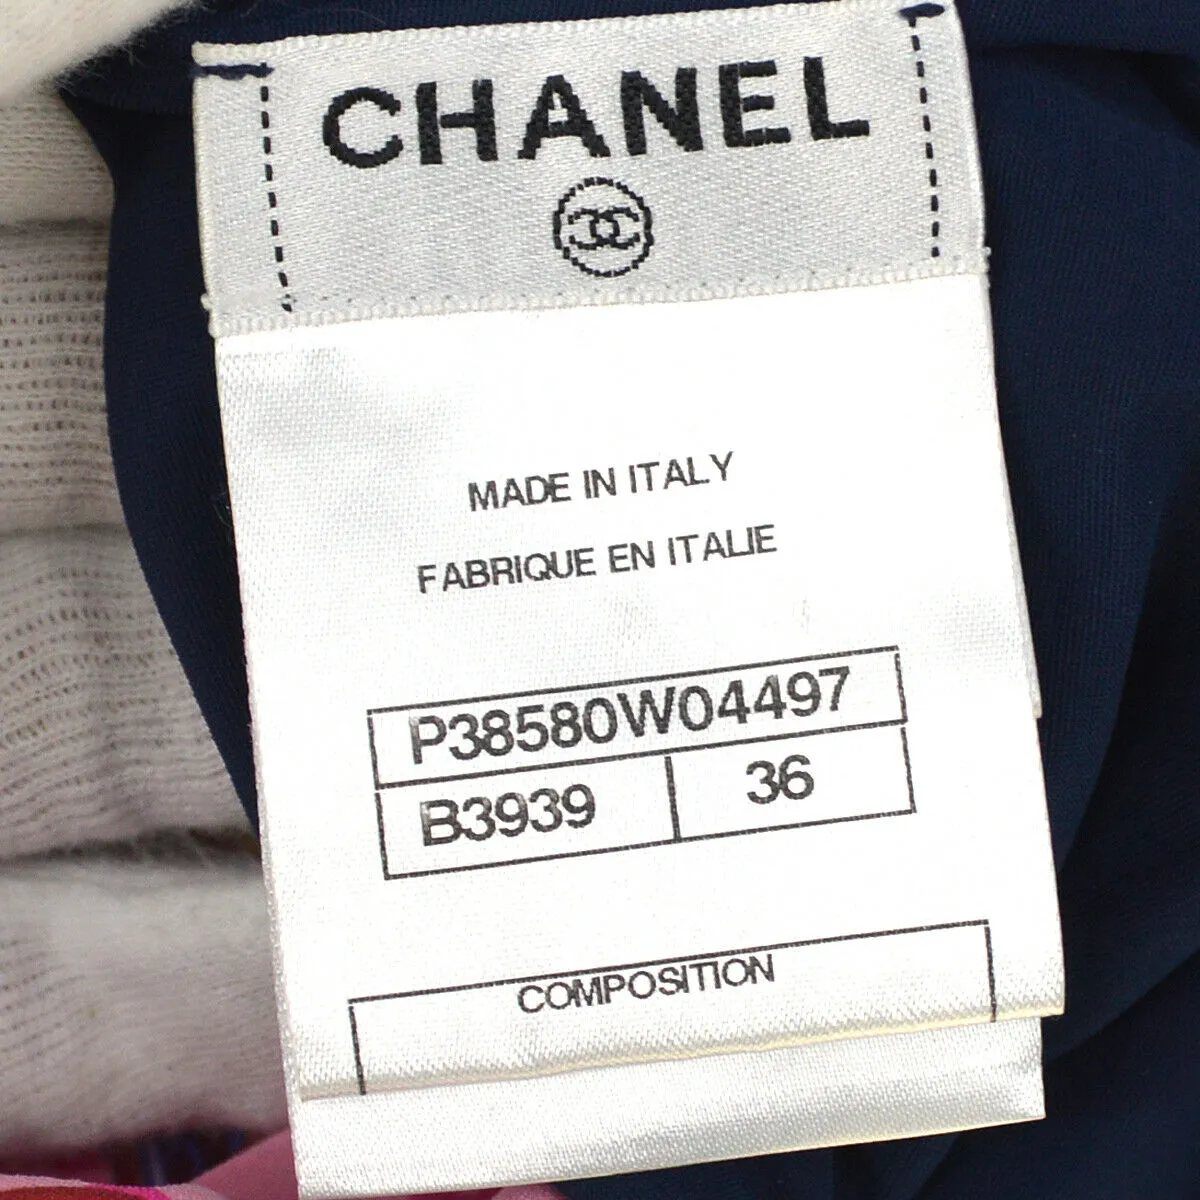 CHANEL
MADE IN ITALY
FABRIQUE EN ITALIE
P38580W04497
B3939 36
COMPOSITION